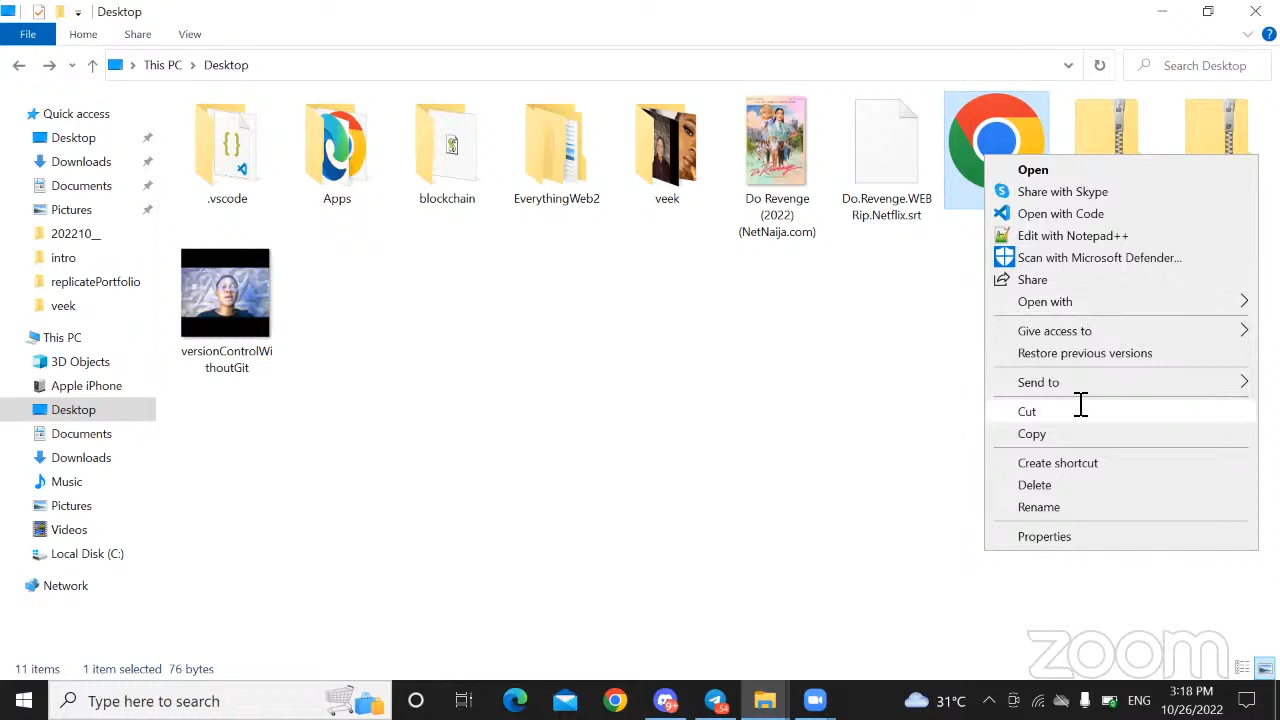 Desktop
File
Home
Share
View
This PC
Desktop
Search Desktop
Quick access
Desktop
Downloads
Documents
Pictures
202210__
intro
replicatePortfolio
veek
This PC
3D Objects
Apple iPhone
Desktop
Documents
Downloads
Music
Pictures
Videos
Local Disk (C:)
Network
.vscode
Apps
blockchain
EverythingWeb2
veek
Do Revenge
(2022)
(NetNaija.com)
Do.Revenge.WEB
Rip.Netflix.srt
versionControlWi
thoutGit
Open
Share with Skype
Open with Code
Edit with Notepad++
Scan with Microsoft Defender...
Share
Open with
Give access to
Restore previous versions
Send to
Cut
Copy
Create shortcut
Delete
Rename
Properties
zoom
11 items
1 item selected
76 bytes
Type here to search
31°C
ENG
3:18 PM
10/26/2022